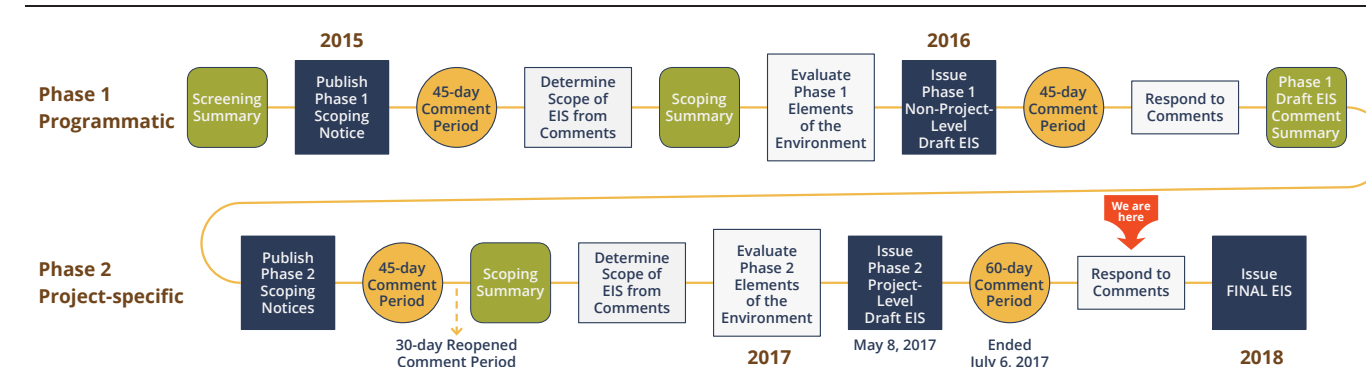 2015
2016
Phase 1
Programmatic
Screening
Summary
Publish
Phase 1
Scoping
Notice
45-day
Comment
Period
Determine
Scope of
EIS from
Comments
Scoping
Summary
Evaluate
Phase 1
Elements
of the
Environment
Issue
Phase 1
Non-Project-
Level
Draft EIS
45-day
Comment
Period
Respond to
Comments
Phase 1
Draft EIS
Comment
Summary
We are
here
Phase 2
Project-specific
Publish
Phase 2
Scoping
Notices
45-day
Comment
Period
30-day Reopened
Comment Period
Scoping
Summary
Determine
Scope of
EIS from
Comments
Evaluate
Phase 2
Elements
of the
Environment
2017
Issue
Phase 2
Project-
Level
Draft EIS
May 8, 2017
60-day
Comment
Period
Ended
July 6, 2017
Respond to
Comments
Issue
FINAL EIS
2018